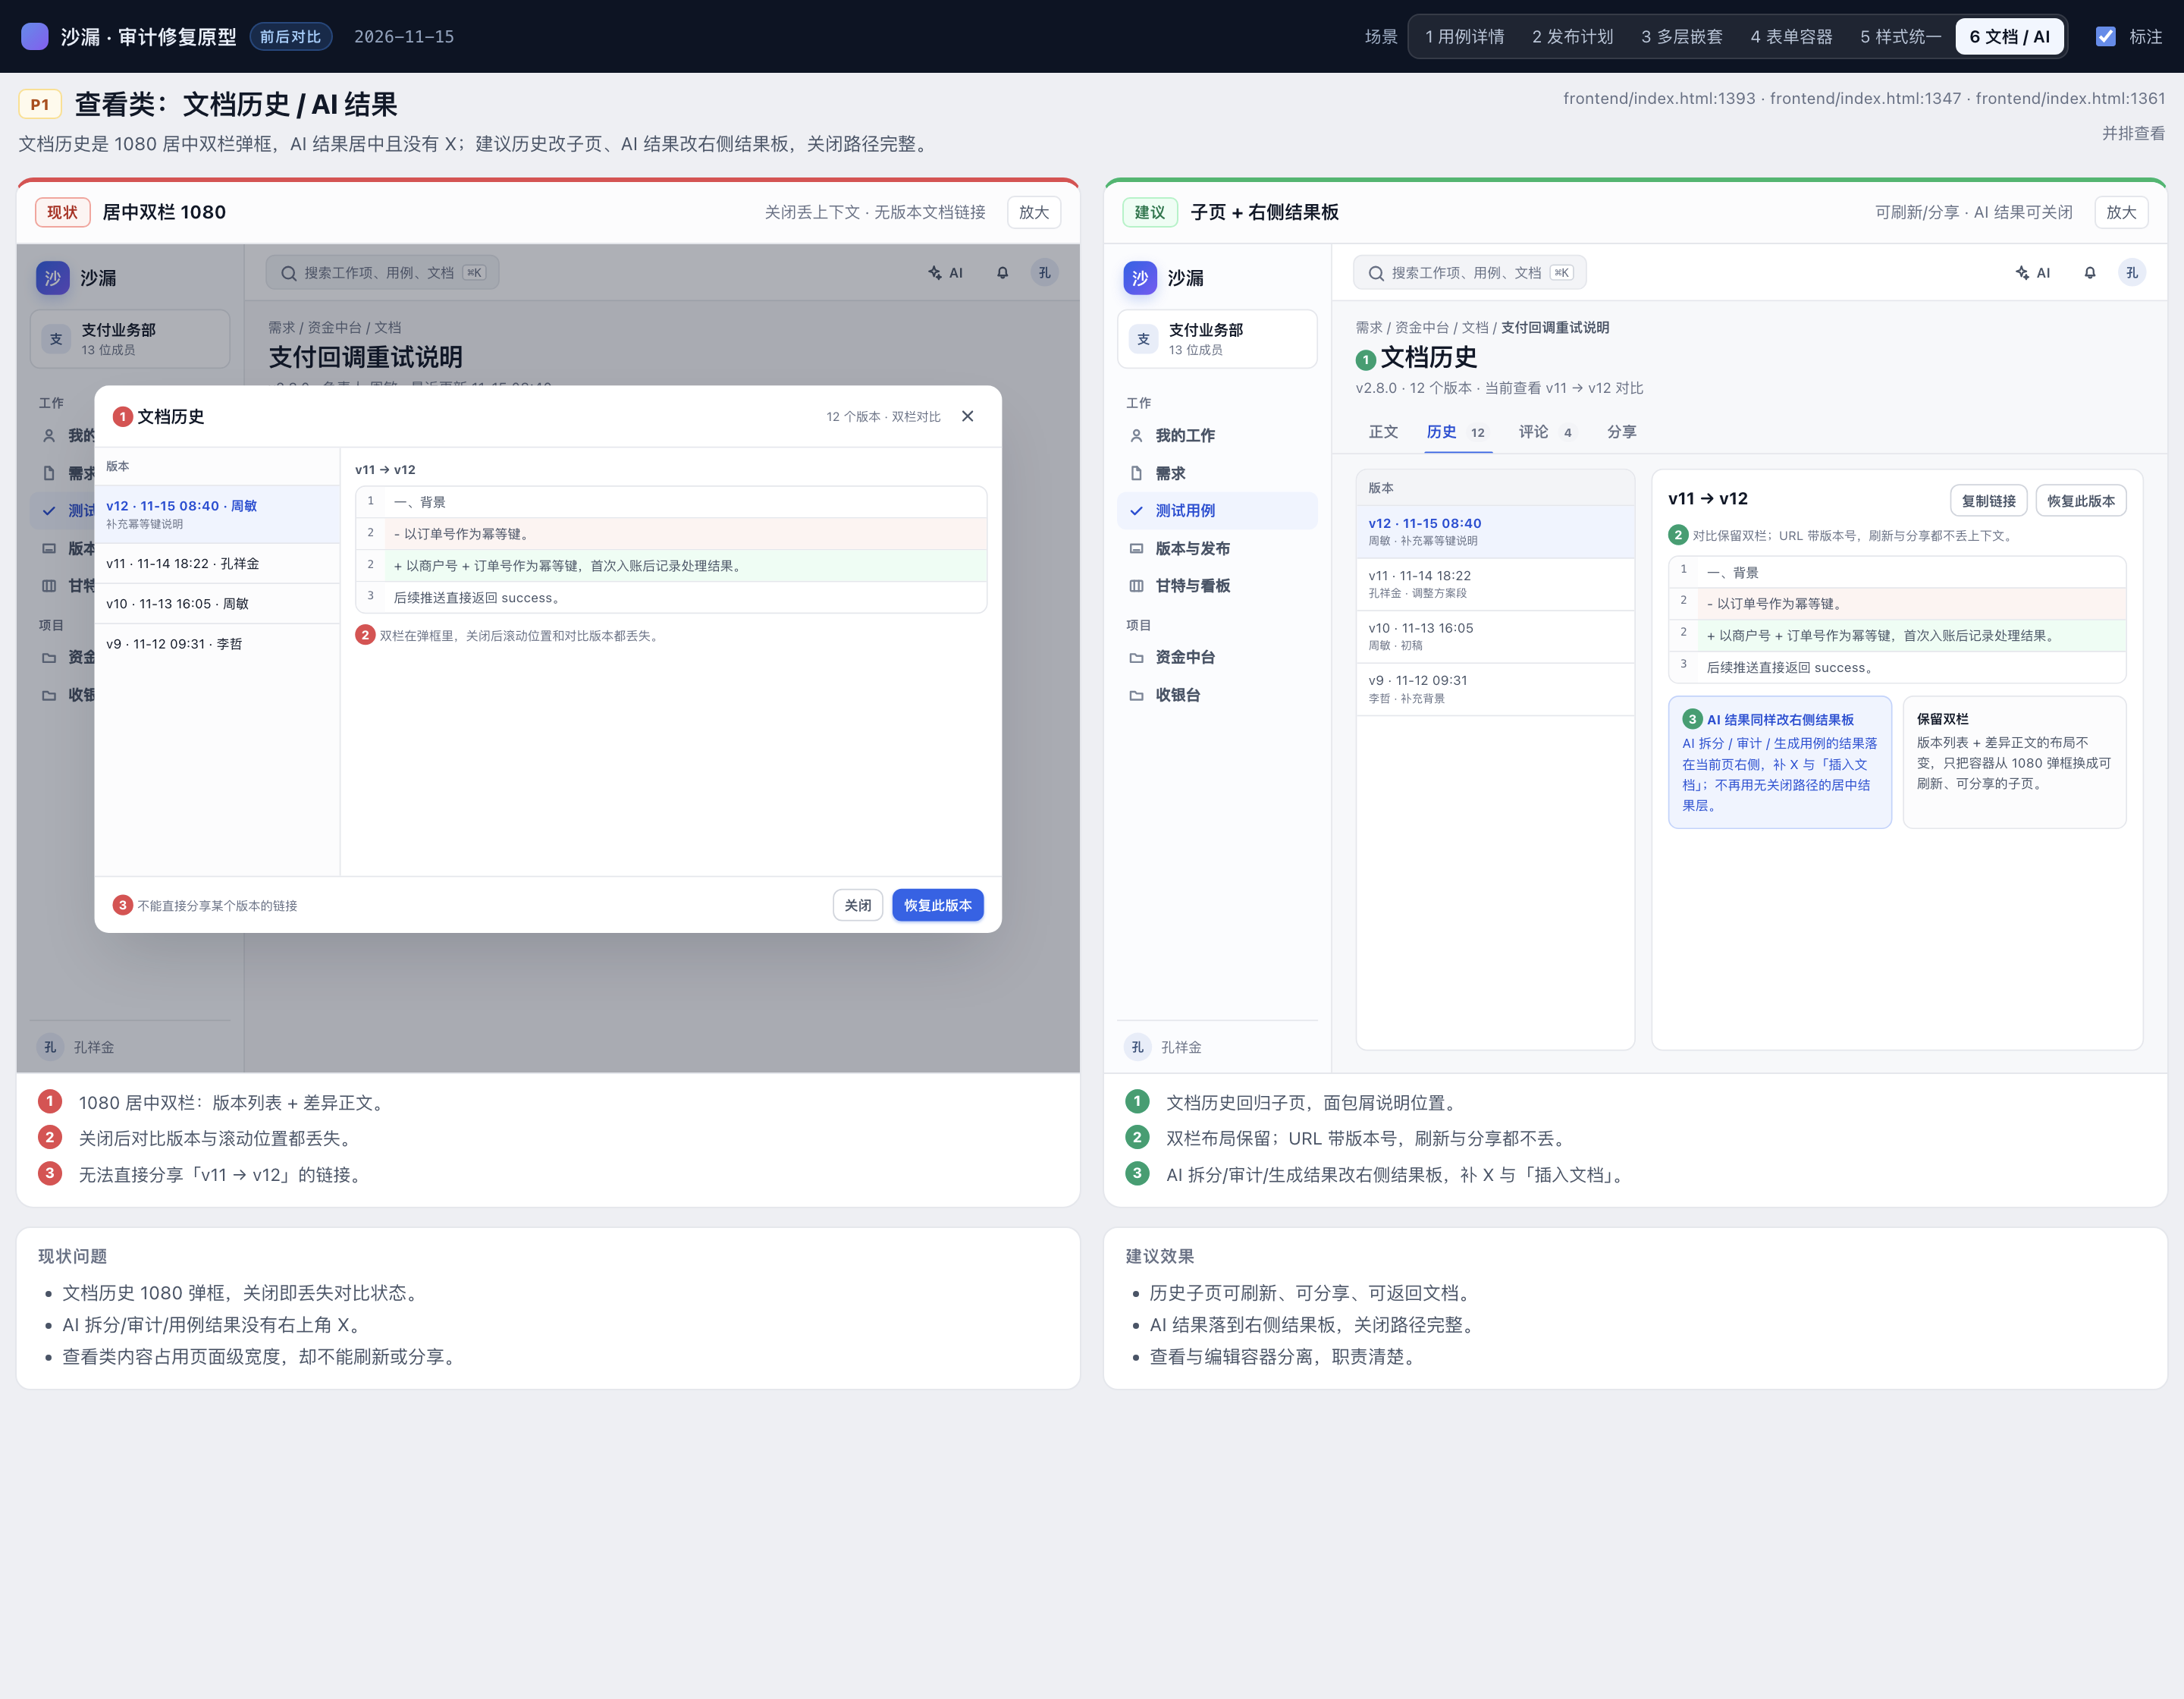 沙漏 · 审计修复原型
前后对比
2026-11-15
场景
1 用例详情
2 发布计划
3 多层嵌套
4 表单容器
5 样式统一
6 文档 / AI
标注
P1
查看类：文档历史 / AI 结果
文档历史是 1080 居中双栏弹框，AI 结果居中且没有 X；建议历史改子页、AI 结果改右侧结果板，关闭路径完整。
frontend/index.html:1393 · frontend/index.html:1347 · frontend/index.html:1361
并排查看
现状
居中双栏 1080
关闭丢上下文 · 无版本文档链接
放大
沙
沙漏
搜索工作项、用例、文档
⌘K
AI
孔
支
支付业务部
13 位成员
需求 / 资金中台 / 文档
支付回调重试说明
工作
我的
需求
测试
版本
甘特
项目
资金
收银
孔
孔祥金
1
文档历史
12 个版本 · 双栏对比
版本
v12 · 11-15 08:40 · 周敏
补充幂等键说明
v11 · 11-14 18:22 · 孔祥金
v10 · 11-13 16:05 · 周敏
v9 · 11-12 09:31 · 李哲
v11 → v12
1 一、背景
2 - 以订单号作为幂等键。
2 + 以商户号 + 订单号作为幂等键，首次入账后记录处理结果。
3 后续推送直接返回 success。
2 双栏在弹框里，关闭后滚动位置和对比版本都丢失。
3 不能直接分享某个版本的链接
关闭
恢复此版本
1 1080 居中双栏：版本列表 + 差异正文。
2 关闭后对比版本与滚动位置都丢失。
3 无法直接分享「v11 → v12」的链接。
建议
子页 + 右侧结果板
可刷新/分享 · AI 结果可关闭
放大
沙
沙漏
搜索工作项、用例、文档
⌘K
AI
孔
支
支付业务部
13 位成员
工作
我的工作
需求
测试用例
版本与发布
甘特与看板
项目
资金中台
收银台
孔
孔祥金
需求 / 资金中台 / 文档 / 支付回调重试说明
1 文档历史
v2.8.0 · 12 个版本 · 当前查看 v11 → v12 对比
正文
历史 12
评论 4
分享
版本
v12 · 11-15 08:40
周敏 · 补充幂等键说明
v11 · 11-14 18:22
孔祥金 · 调整方案段
v10 · 11-13 16:05
周敏 · 初稿
v9 · 11-12 09:31
李哲 · 补充背景
v11 → v12
复制链接
恢复此版本
2 对比保留双栏；URL 带版本号，刷新与分享都不丢上下文。
1 一、背景
2 - 以订单号作为幂等键。
2 + 以商户号 + 订单号作为幂等键，首次入账后记录处理结果。
3 后续推送直接返回 success。
3 AI 结果同样改右侧结果板
AI 拆分 / 审计 / 生成用例的结果落
在当前页右侧，补 X 与「插入文
档」；不再用无关闭路径的居中结
果层。
保留双栏
版本列表 + 差异正文的布局不
变，只把容器从 1080 弹框换成可
刷新、可分享的子页。
1 文档历史回归子页，面包屑说明位置。
2 双栏布局保留；URL 带版本号，刷新与分享都不丢。
3 AI 拆分/审计/生成结果改右侧结果板，补 X 与「插入文档」。
现状问题
• 文档历史 1080 弹框，关闭即丢失对比状态。
• AI 拆分/审计/用例结果没有右上角 X。
• 查看类内容占用页面级宽度，却不能刷新或分享。
建议效果
• 历史子页可刷新、可分享、可返回文档。
• AI 结果落到右侧结果板，关闭路径完整。
• 查看与编辑容器分离，职责清楚。